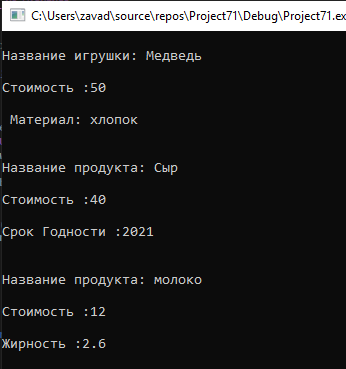 C:\Users\zavad\source\repos\Project71\Debug\Project71.ex
Название игрушки: Медведь
Стоимость :50
Материал: хлопок
Название продукта: Сыр
Стоимость :40
Срок Годности :2021
Название продукта: молоко
Стоимость :12
Жирность :2.6